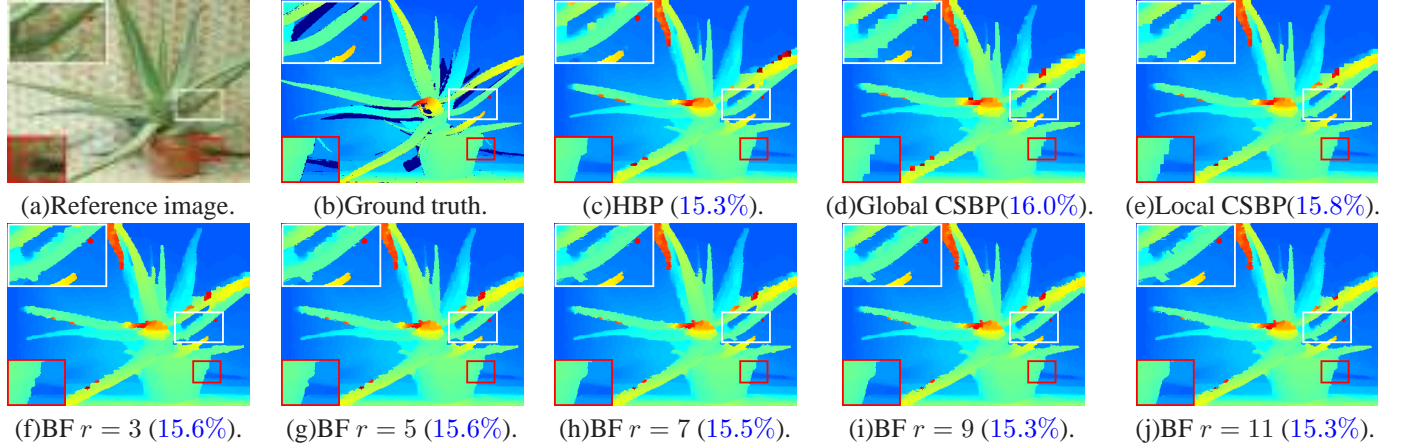 (a)Reference image.
(b)Ground truth.
(c)HBP (15.3%).
(d)Global CSBP(16.0%).
(e)Local CSBP(15.8%).
(f)BF r = 3 (15.6%).
(g)BF r = 5 (15.6%).
(h)BF r = 7 (15.5%).
(i)BF r = 9 (15.3%).
(j)BF r = 11 (15.3%).